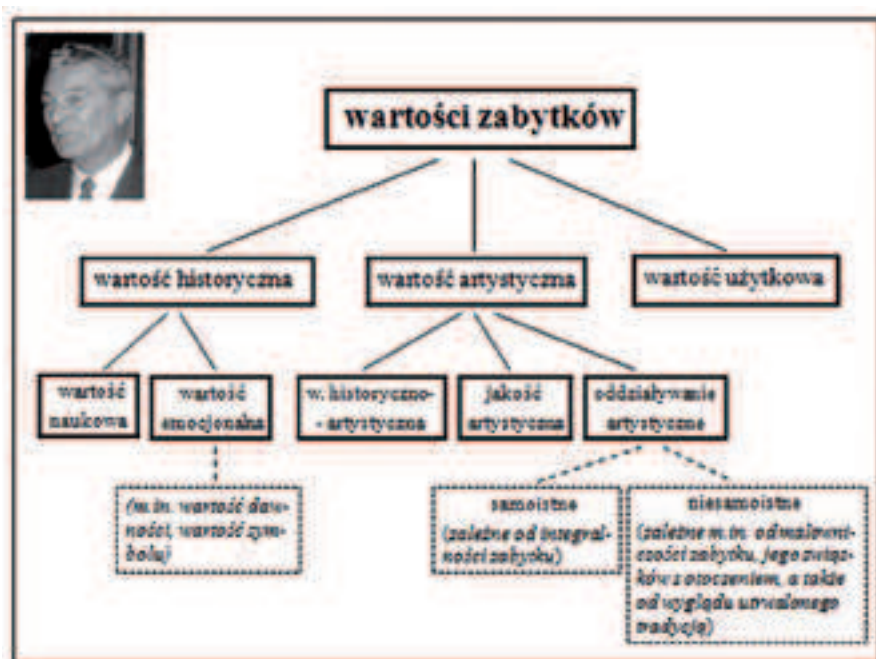 wartości zabytków
wartość historyczna
wartość artystyczna
wartość użytkowa
wartość
naukowa
wartość
emocjonalna
w. historyczno-
- artystyczna
jakość
artystyczna
oddziaływanie
artystyczne
(m.in. wartość daw-
ności, wartość sym-
bolu)
samoistne
(zależne od integral-
ności zabytku)
niesamoistne
(zależne m.in. od malowni-
czości zabytku, jego związ-
ków z otoczeniem, a także
od wyglądu utrwalonego
tradycją)